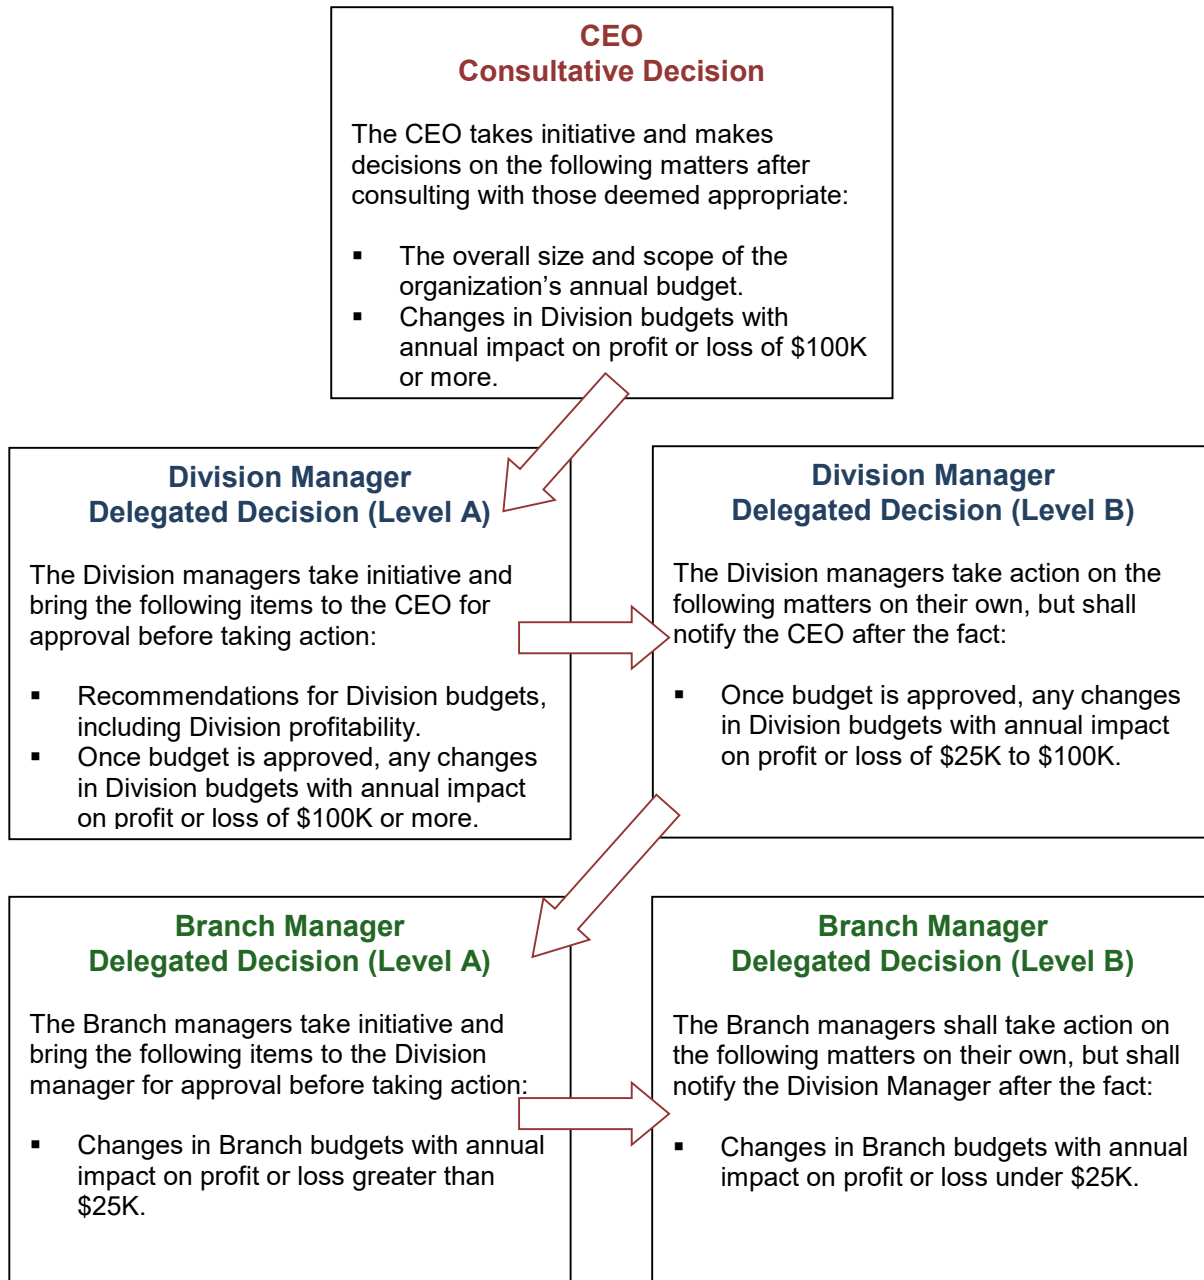 CEO
Consultative Decision
The CEO takes initiative and makes
decisions on the following matters after
consulting with those deemed appropriate:
▪ The overall size and scope of the
organization’s annual budget.
▪ Changes in Division budgets with
annual impact on profit or loss of $100K
or more.
Division Manager
Delegated Decision (Level A)
The Division managers take initiative and
bring the following items to the CEO for
approval before taking action:
▪ Recommendations for Division budgets,
including Division profitability.
▪ Once budget is approved, any changes
in Division budgets with annual impact
on profit or loss of $100K or more.
Division Manager
Delegated Decision (Level B)
The Division managers take action on the
following matters on their own, but shall
notify the CEO after the fact:
▪ Once budget is approved, any changes
in Division budgets with annual impact
on profit or loss of $25K to $100K.
Branch Manager
Delegated Decision (Level A)
The Branch managers take initiative and
bring the following items to the Division
manager for approval before taking action:
▪ Changes in Branch budgets with annual
impact on profit or loss greater than
$25K.
Branch Manager
Delegated Decision (Level B)
The Branch managers shall take action on
the following matters on their own, but shall
notify the Division Manager after the fact:
▪ Changes in Branch budgets with annual
impact on profit or loss under $25K.